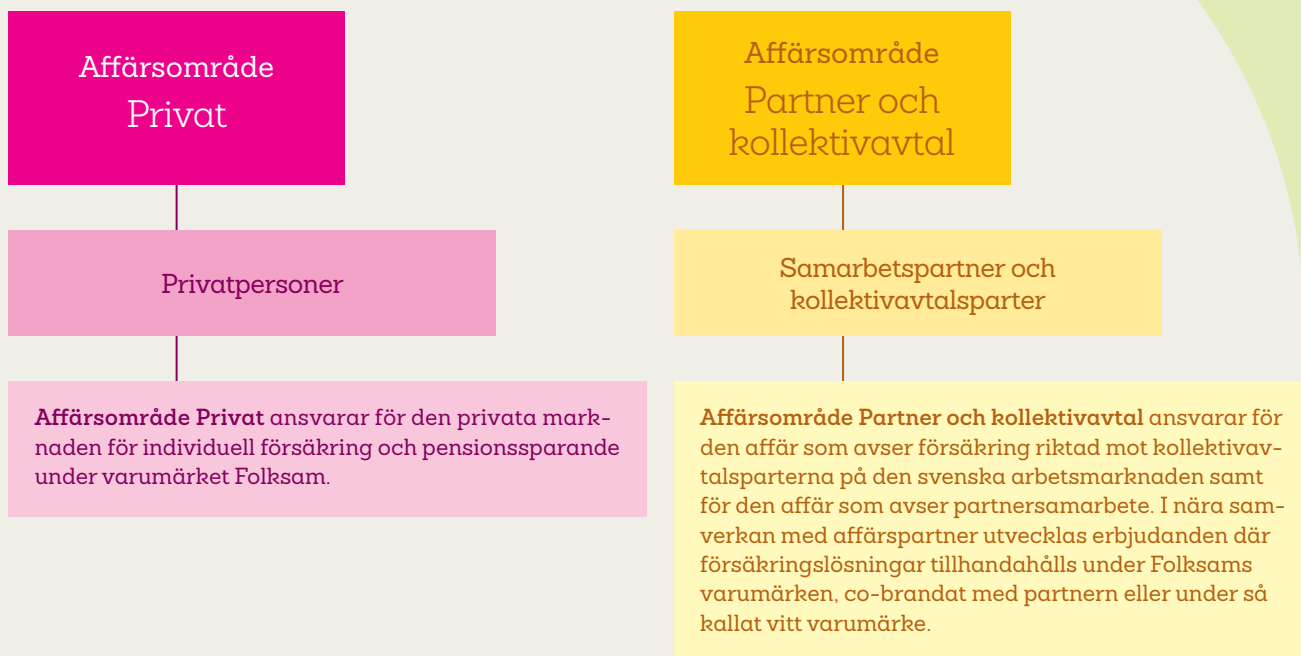 Affärsområde
Privat
Privatpersoner
Affärsområde Privat ansvarar för den privata mark-
naden för individuell försäkring och pensionssparande
under varumärket Folksam.
Affärsområde
Partner och
kollektivavtal
Samarbetspartner och
kollektivavtalsparter
Affärsområde Partner och kollektivavtal ansvarar för
den affär som avser försäkring riktad mot kollektivav-
talsparterna på den svenska arbetsmarknaden samt
för den affär som avser partnersamarbete. I nära sam-
verkan med affärspartner utvecklas erbjudanden där
försäkringslösningar tillhandahålls under Folksams
varumärken, co-brandat med partnern eller under så
kallat vitt varumärke.